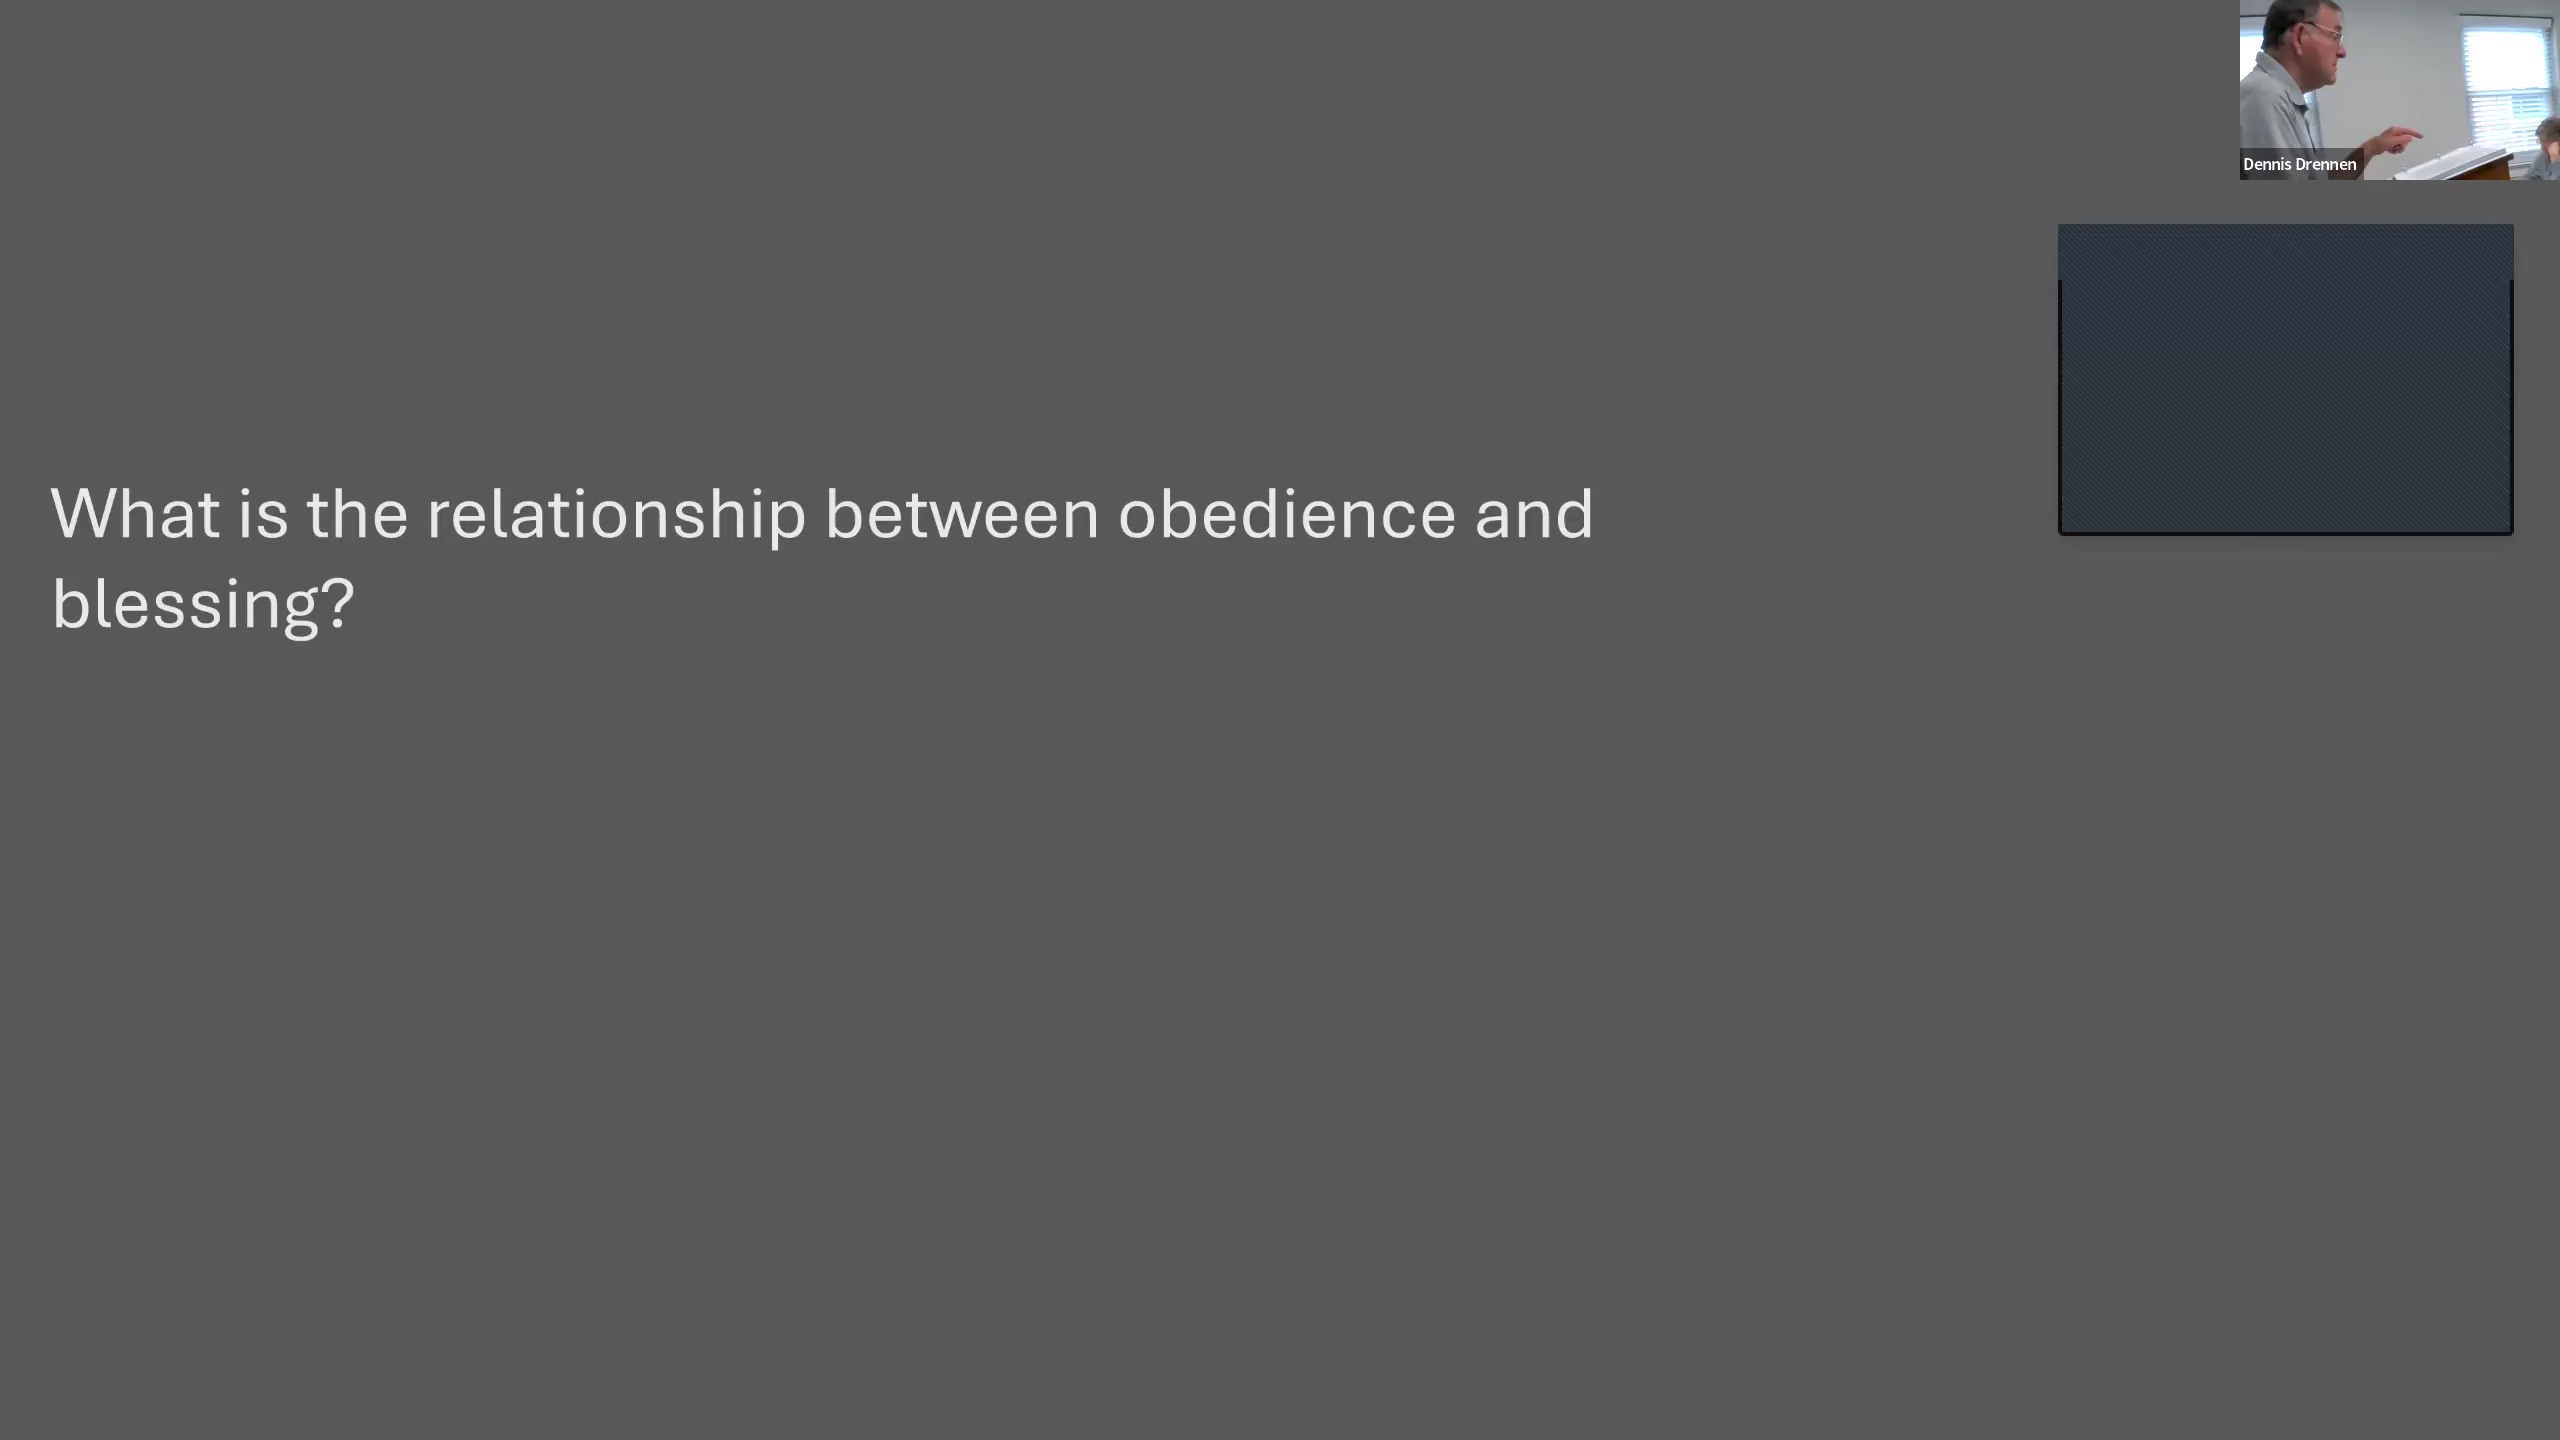 Dennis Drennen
What is the relationship between obedience and
blessing?